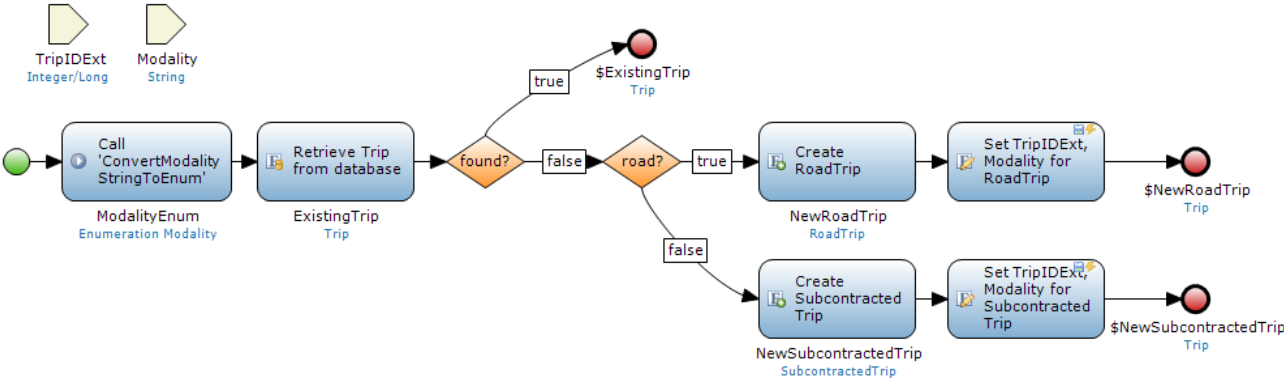 TripIDExt
Integer/Long
Modality
String
$ExistingTrip
Trip
true
Call
'ConvertModality
StringToEnum'
ModalityEnum
Enumeration Modality
Retrieve Trip
from database
ExistingTrip
Trip
found?
false
road?
true
Create
RoadTrip
NewRoadTrip
RoadTrip
Set TripIDExt,
Modality for
RoadTrip
$NewRoadTrip
Trip
false
Create
Subcontracted
Trip
NewSubcontractedTrip
SubcontractedTrip
Set TripIDExt,
Modality for
Subcontracted
Trip
$NewSubcontractedTrip
Trip